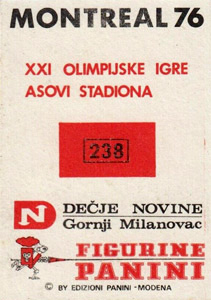 MONTREAL 76
XXI OLIMPIJSKE IGRE
ASOVI STADIONA
238
N DEČJE NOVINE
Gornji Milanovac
FIGURINE
PANINI
© BY EDIZIONI PANINI - MODENA